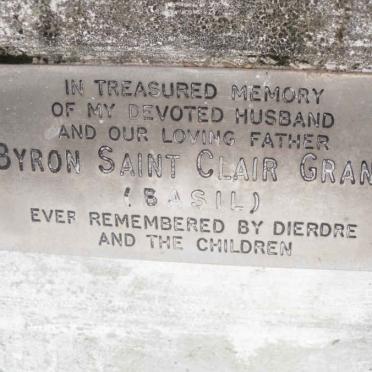 IN TREASURED MEMORY
OF MY DEVOTED HUSBAND
AND OUR LOVING FATHER
BYRON SAINT CLAIR GRAN
(BASIL)
EVER REMEMBERED BY DIERDRE
AND THE CHILDREN